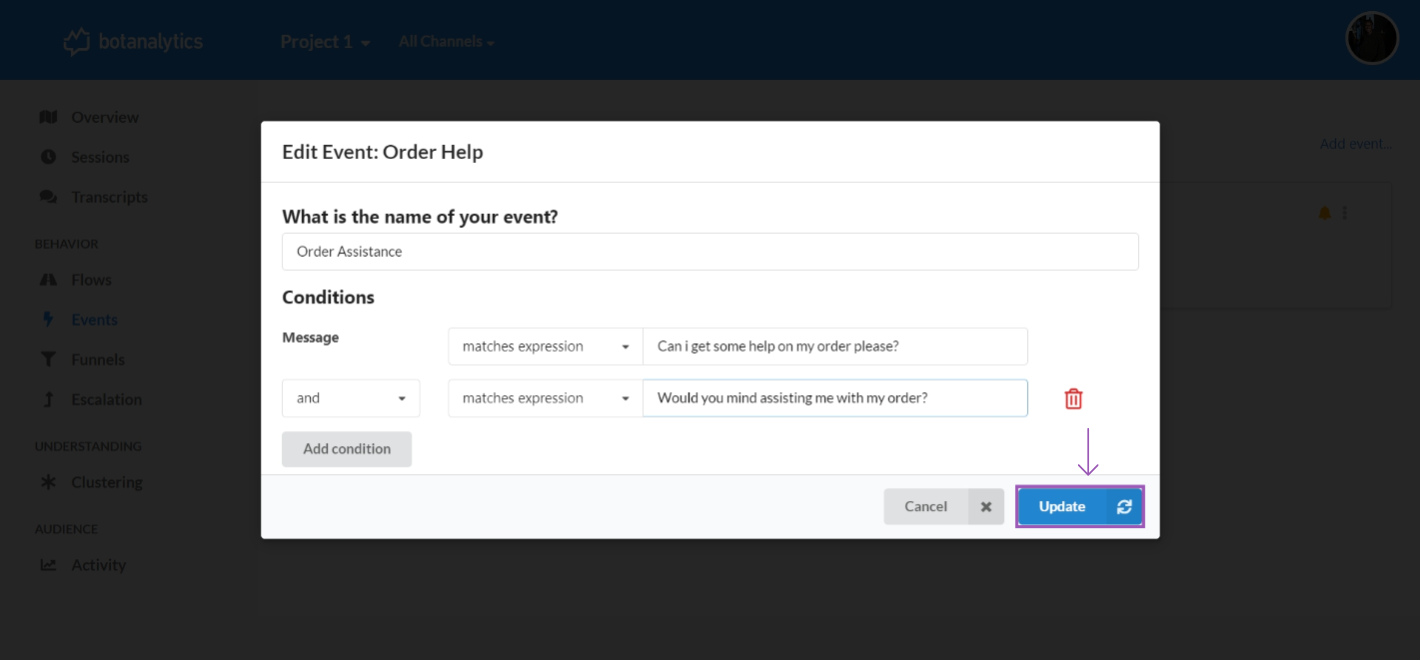 botanalytics
Project 1
All Channels
Overview
Sessions
Transcripts
BEHAVIOR
Flows
Events
Funnels
Escalation
UNDERSTANDING
Clustering
AUDIENCE
Activity
Add event...
Edit Event: Order Help
What is the name of your event?
Order Assistance
Conditions
Message matches expression Can i get some help on my order please?
and matches expression Would you mind assisting me with my order?
Add condition
Cancel Update